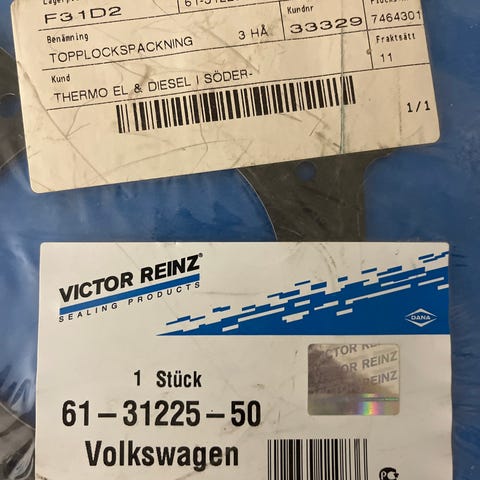 F31D2
Benämning
TOPPLOCKSPACKNING 3 HÅ
Kundnr
33329
7464301
Fraktsätt
11
Kund
THERMO EL & DIESEL I SÖDER-
1/1
VICTOR REINZ®
SEALING PRODUCTS
DANA
VICTOR REINZ
REINZ
1 Stück
61-31225-50
Volkswagen